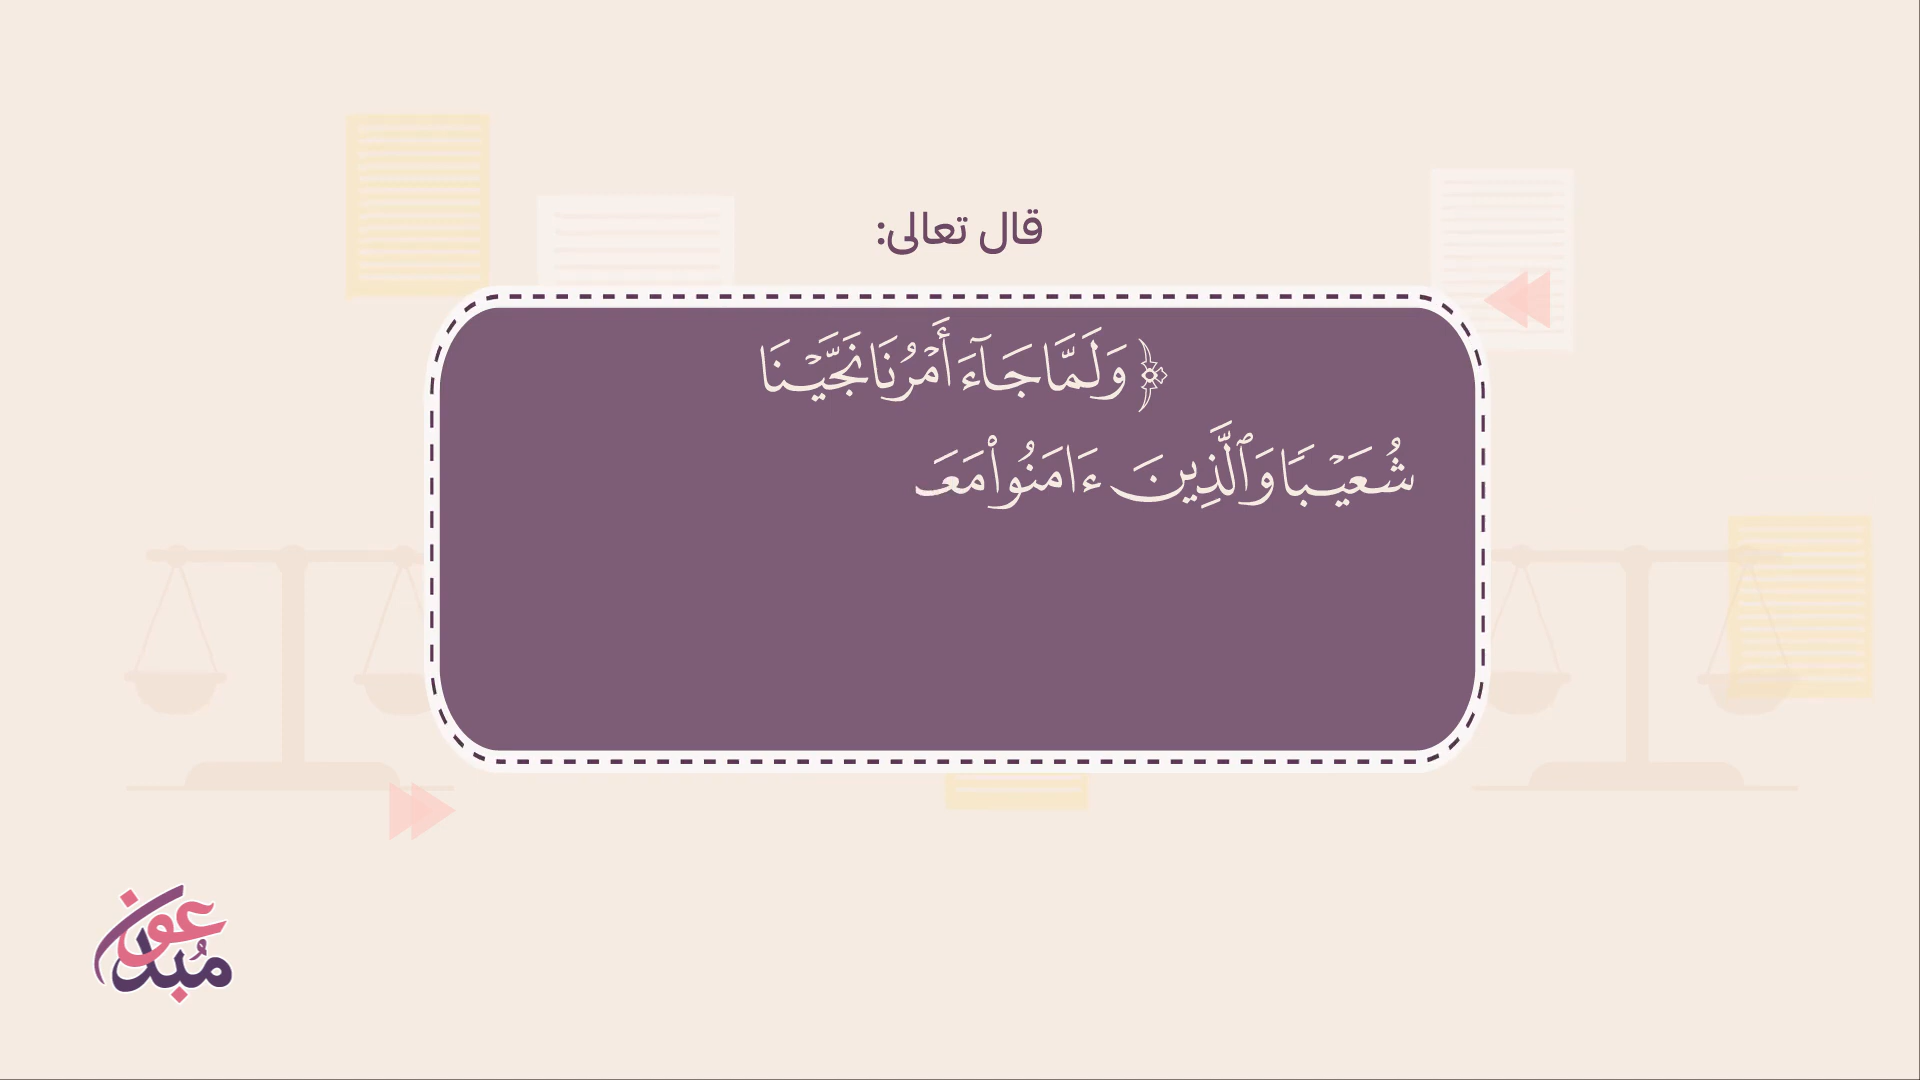 قال تعالى:
﴿ وَلَمَّا جَآءَ أَمْرُنَا نَجَّيْنَا
شُعَيْبًا وَٱلَّذِينَ ءَامَنُوا۟ مَعَـ
مُبدعون